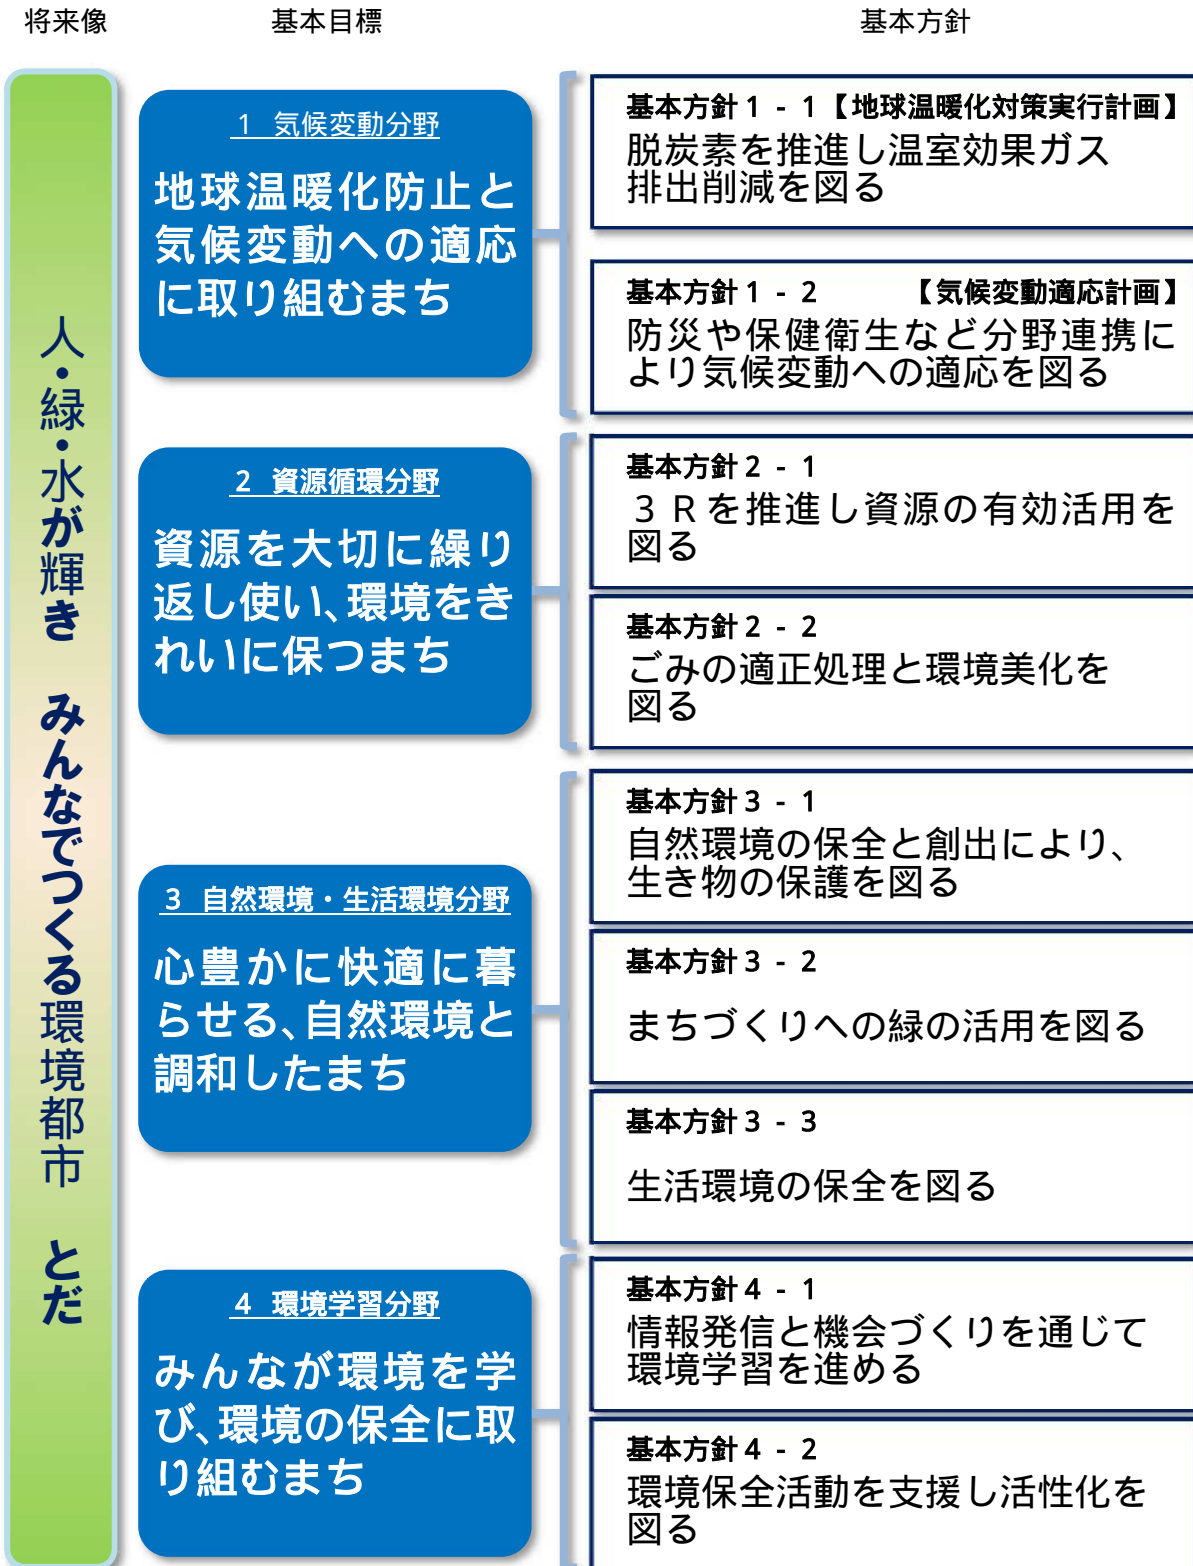 将来像
基本目標
基本方針
人・緑・水が輝き　みんなでつくる環境都市　とだ
1 気候変動分野
地球温暖化防止と
気候変動への適応
に取り組むまち
基本方針1 - 1【地球温暖化対策実行計画】
脱炭素を推進し温室効果ガス
排出削減を図る
基本方針1 - 2　【気候変動適応計画】
防災や保健衛生など分野連携に
より気候変動への適応を図る
2 資源循環分野
資源を大切に繰り
返し使い、環境をき
れいに保つまち
基本方針2 - 1
３Ｒを推進し資源の有効活用を
図る
基本方針2 - 2
ごみの適正処理と環境美化を
図る
3 自然環境・生活環境分野
心豊かに快適に暮
らせる、自然環境と
調和したまち
基本方針3 - 1
自然環境の保全と創出により、
生き物の保護を図る
基本方針3 - 2
まちづくりへの緑の活用を図る
基本方針3 - 3
生活環境の保全を図る
4 環境学習分野
みんなが環境を学
び、環境の保全に取
り組むまち
基本方針4 - 1
情報発信と機会づくりを通じて
環境学習を進める
基本方針4 - 2
環境保全活動を支援し活性化を
図る